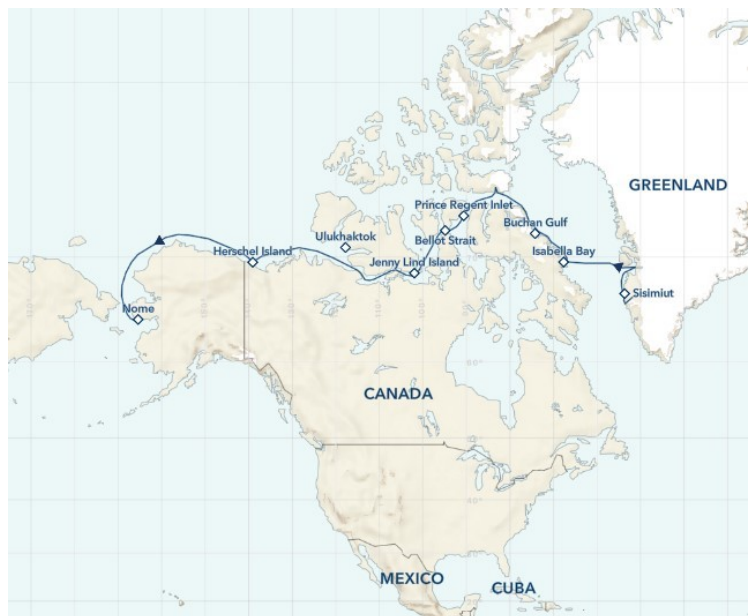 GREENLAND
Prince Regent Inlet
Buchan Gulf
Ulukhaktok
Bellot Strait
Herschel Island
Isabella Bay
Jenny Lind Island
Sisimiut
Nome
CANADA
MEXICO
CUBA